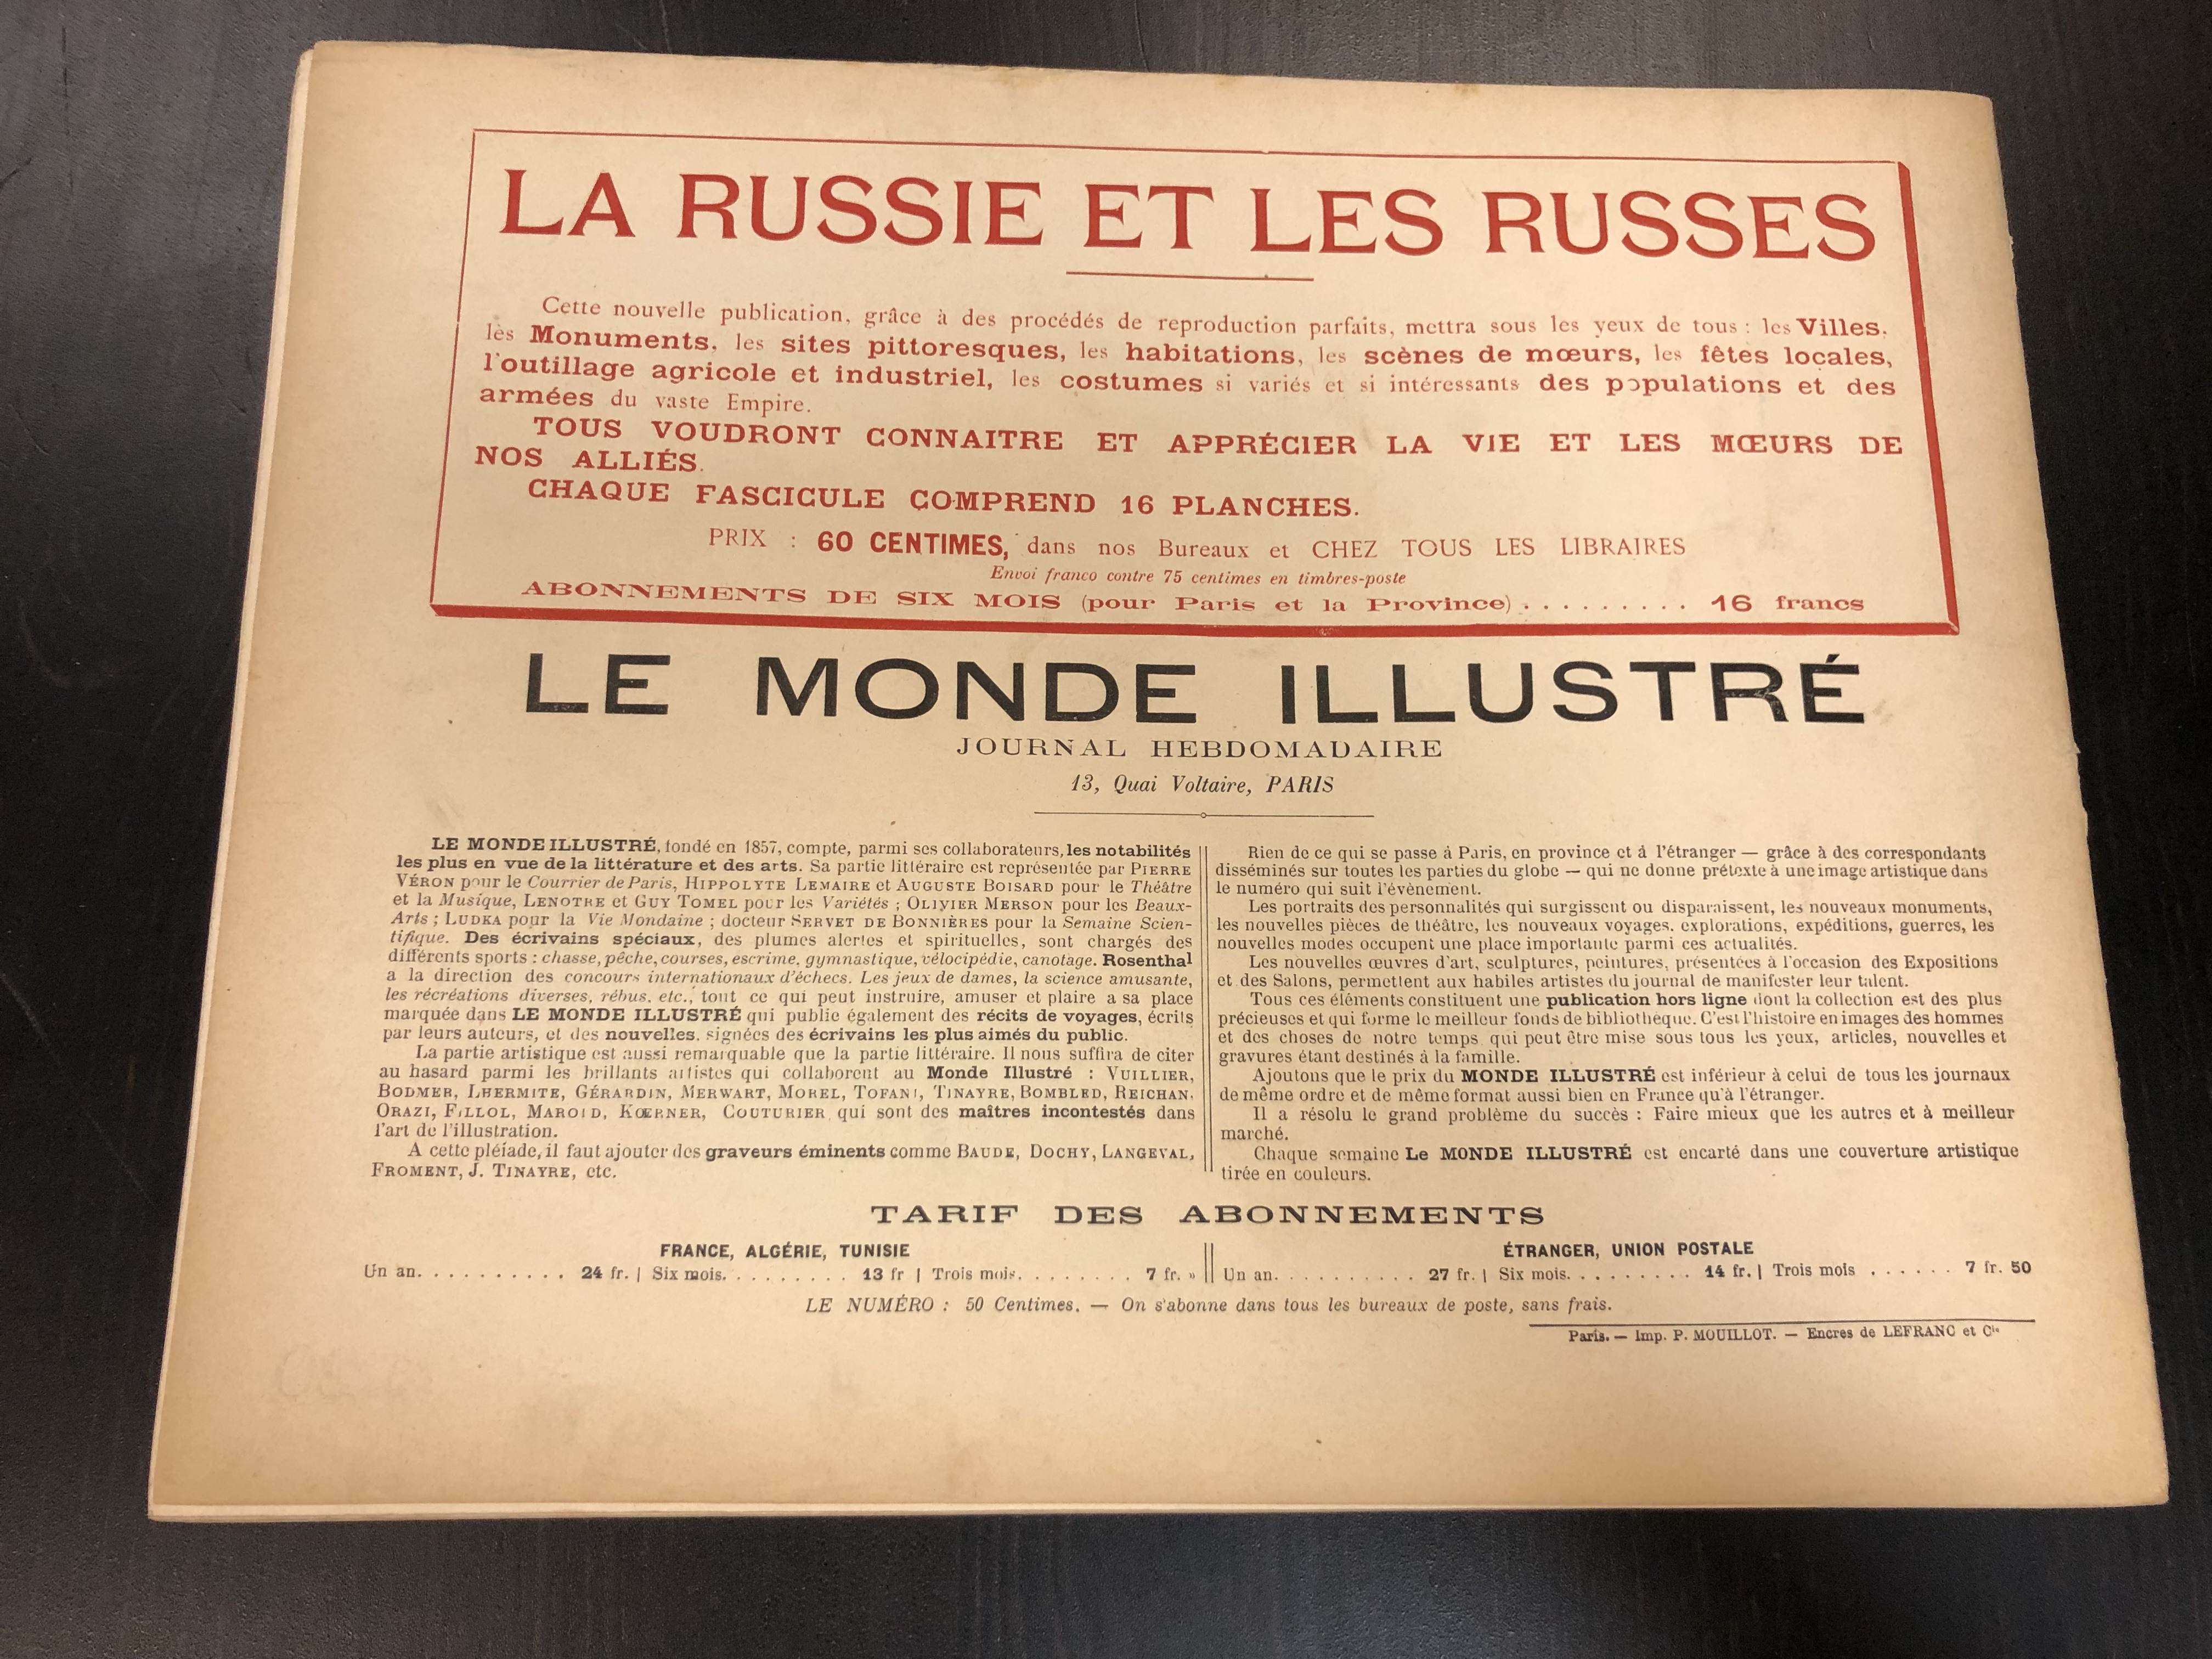 LA RUSSIE ET LES RUSSES
Cette nouvelle publication, grâce à des procédés de reproduction parfaits, mettra sous les yeux de tous : les Villes,
les Monuments, les sites pittoresques, les habitations, les scènes de mœurs, les fêtes locales,
l'outillage agricole et industriel, les costumes si variés et si intéressants des populations et des
armées du vaste Empire.
TOUS VOUDRONT CONNAITRE ET APPRÉCIER LA VIE ET LES MŒURS DE
NOS ALLIÉS.
CHAQUE FASCICULE COMPREND 16 PLANCHES.
PRIX : 60 CENTIMES, dans nos Bureaux et CHEZ TOUS LES LIBRAIRES
Envoi franco contre 75 centimes en timbres-poste
ABONNEMENTS DE SIX MOIS (pour Paris et la Province) . . . . . . . . . 16 francs
LE MONDE ILLUSTRÉ
JOURNAL HEBDOMADAIRE
13, Quai Voltaire, PARIS
LE MONDE ILLUSTRÉ, fondé en 1857, compte, parmi ses collaborateurs, les notabilités
les plus en vue de la littérature et des arts. Sa partie littéraire est représentée par PIERRE
VÉRON pour le Courrier de Paris, HIPPOLYTE LEMAIRE et AUGUSTE BOISARD pour le Théâtre
et la Musique, LENOTRE et GUY TOMEL pour les Variétés ; OLIVIER MERSON pour les Beaux-
Arts ; LUDKA pour la Vie Mondaine ; docteur SERVET DE BONNIÈRES pour la Semaine Scien-
tifique. Des écrivains spéciaux, des plumes alertes et spirituelles, sont chargés des
différents sports : chasse, pêche, courses, escrime, gymnastique, vélocipédie, canotage. Rosenthal
a la direction des concours internationaux d'échecs. Les jeux de dames, la science amusante,
les récréations diverses, rébus, etc., tout ce qui peut instruire, amuser et plaire a sa place
marquée dans LE MONDE ILLUSTRÉ qui publie également des récits de voyages, écrits
par leurs auteurs, et des nouvelles, signées des écrivains les plus aimés du public.
La partie artistique est aussi remarquable que la partie littéraire. Il nous suffira de citer
au hasard parmi les brillants artistes qui collaborent au Monde Illustré : VUILLIER,
BODMER, LHERMITE, GÉRARDIN, MERWART, MOREL, TOFANI, TINAYRE, BOMBLED, REICHAN,
ORAZI, FILLOL, MAROLD, KŒRNER, COUTURIER qui sont des maîtres incontestés dans
l'art de l'illustration.
A cette pléiade, il faut ajouter des graveurs éminents comme BAUDE, DOCHY, LANGEVAL,
FROMENT, J. TINAYRE, etc.
Rien de ce qui se passe à Paris, en province et à l'étranger — grâce à des correspondants
disséminés sur toutes les parties du globe — qui ne donne prétexte à une image artistique dans
le numéro qui suit l'évènement.
Les portraits des personnalités qui surgissent ou disparaissent, les nouveaux monuments,
les nouvelles pièces de théâtre, les nouveaux voyages, explorations, expéditions, guerres, les
nouvelles modes occupent une place importante parmi ces actualités.
Les nouvelles œuvres d'art, sculptures, peintures, présentées à l'occasion des Expositions
et des Salons, permettent aux habiles artistes du journal de manifester leur talent.
Tous ces éléments constituent une publication hors ligne dont la collection est des plus
précieuses et qui forme le meilleur fonds de bibliothèque. C'est l'histoire en images des hommes
et des choses de notre temps qui peut être mise sous tous les yeux, articles, nouvelles et
gravures étant destinés à la famille.
Ajoutons que le prix du MONDE ILLUSTRÉ est inférieur à celui de tous les journaux
de même ordre et de même format aussi bien en France qu'à l'étranger.
Il a résolu le grand problème du succès : Faire mieux que les autres et à meilleur
marché.
Chaque semaine Le MONDE ILLUSTRÉ est encarté dans une couverture artistique
tirée en couleurs.
TARIF DES ABONNEMENTS
FRANCE, ALGÉRIE, TUNISIE
Un an. . . . . . . . . . . 24 fr. | Six mois. . . . . . . . . 13 fr | Trois mois. . . . . . . . 7 fr. »
ÉTRANGER, UNION POSTALE
Un an. . . . . . . . . . . 27 fr. | Six mois. . . . . . . . . 14 fr. | Trois mois . . . . . . 7 fr. 50
LE NUMÉRO : 50 Centimes. — On s'abonne dans tous les bureaux de poste, sans frais.
Paris. — Imp. P. MOUILLOT. — Encres de LEFRANC et Cie